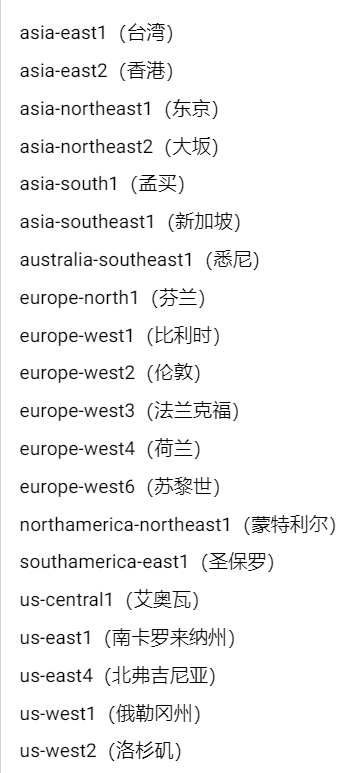 asia-east1（台湾）
asia-east2（香港）
asia-northeast1（东京）
asia-northeast2（大坂）
asia-south1（孟买）
asia-southeast1（新加坡）
australia-southeast1（悉尼）
europe-north1（芬兰）
europe-west1（比利时）
europe-west2（伦敦）
europe-west3（法兰克福）
europe-west4（荷兰）
europe-west6（苏黎世）
northamerica-northeast1（蒙特利尔）
southamerica-east1（圣保罗）
us-central1（艾奥瓦）
us-east1（南卡罗来纳州）
us-east4（北弗吉尼亚）
us-west1（俄勒冈州）
us-west2（洛杉矶）